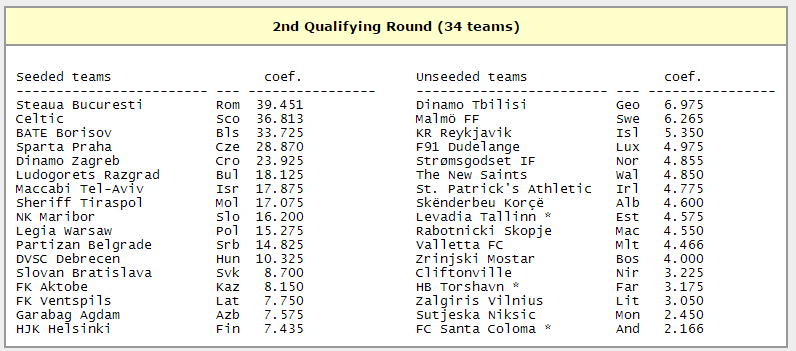 2nd Qualifying Round (34 teams)
Seeded teams coef. Unseeded teams coef.
------------------------ --- ---------------- ------------------------ --- ----------------
Steaua Bucuresti Rom 39.451 Dinamo Tbilisi Geo 6.975
Celtic Sco 36.813 Malmö FF Swe 6.265
BATE Borisov Bls 33.725 KR Reykjavik Isl 5.350
Sparta Praha Cze 28.870 F91 Dudelange Lux 4.975
Dinamo Zagreb Cro 23.925 Strømsgodset IF Nor 4.855
Ludogorets Razgrad Bul 18.125 The New Saints Wal 4.850
Maccabi Tel-Aviv Isr 17.875 St. Patrick's Athletic Irl 4.775
Sheriff Tiraspol Mol 17.075 Skënderbeu Korçë Alb 4.600
NK Maribor Slo 16.200 Levadia Tallinn * Est 4.575
Legia Warsaw Pol 15.275 Rabotnicki Skopje Mac 4.550
Partizan Belgrade Srb 14.825 Valletta FC Mlt 4.466
DVSC Debrecen Hun 10.325 Zrinjski Mostar Bos 4.000
Slovan Bratislava Svk 8.700 Cliftonville Nir 3.225
FK Aktobe Kaz 8.150 HB Torshavn * Far 3.175
FK Ventspils Lat 7.750 Zalgiris Vilnius Lit 3.050
Garabag Agdam Azb 7.575 Sutjeska Niksic Mon 2.450
HJK Helsinki Fin 7.435 FC Santa Coloma * And 2.166